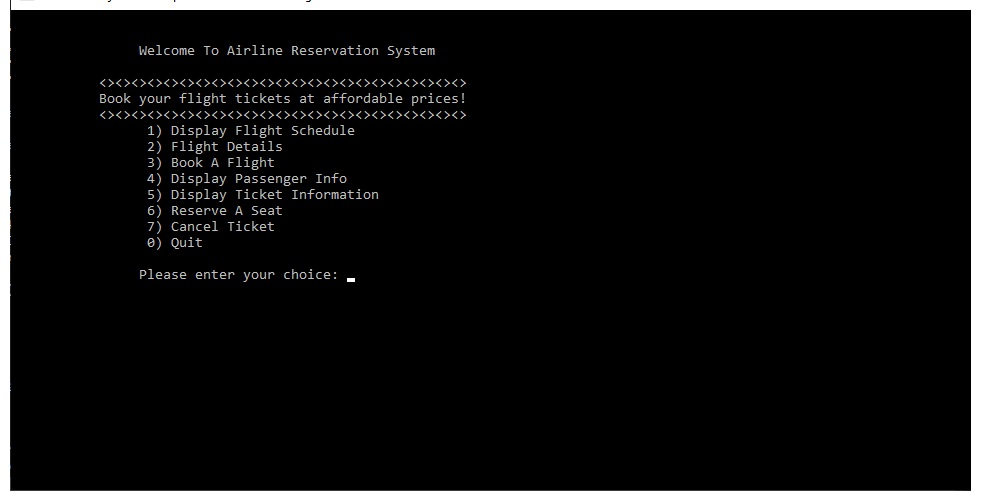 Welcome To Airline Reservation System
<><><><><><><><><><><><><><><><><><><><><><><>
Book your flight tickets at affordable prices!
<><><><><><><><><><><><><><><><><><><><><><><>
1) Display Flight Schedule
2) Flight Details
3) Book A Flight
4) Display Passenger Info
5) Display Ticket Information
6) Reserve A Seat
7) Cancel Ticket
0) Quit
Please enter your choice: